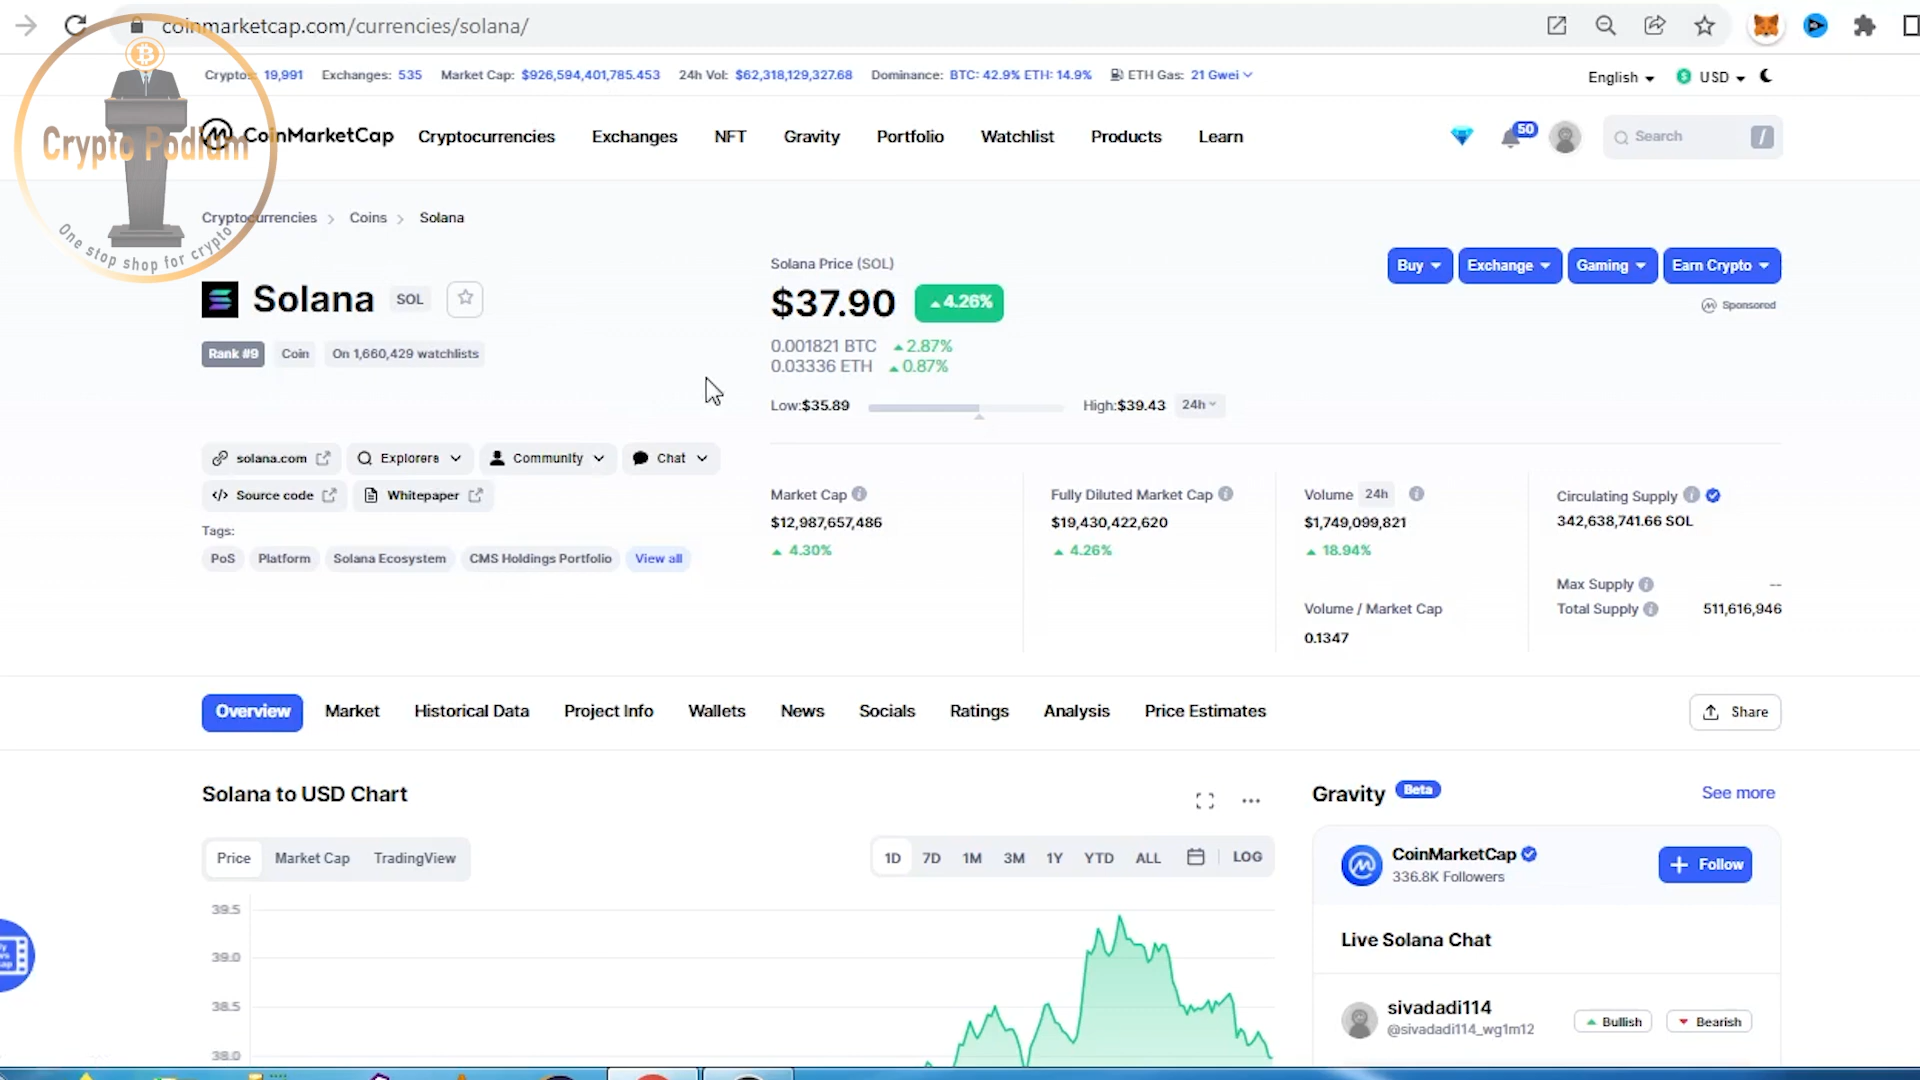 coinmarketcap.com/currencies/solana/
Cryptos: 19,991 Exchanges: 535 Market Cap: $926,594,401,785.453 24h Vol: $62,318,129,327.68 Dominance: BTC: 42.9% ETH: 14.9% ETH Gas: 21 Gwei
English USD
Crypto Podium
One stop shop for crypto
CoinMarketCap Cryptocurrencies Exchanges NFT Gravity Portfolio Watchlist Products Learn 50 Search /
Cryptocurrencies > Coins > Solana
Solana Price (SOL)
Buy Exchange Gaming Earn Crypto
Solana SOL
$37.90 4.26%
Sponsored
Rank #9 Coin On 1,660,429 watchlists
0.001821 BTC 2.87%
0.03336 ETH 0.87%
Low:$35.89 High:$39.43 24h
solana.com Explorers Community Chat
Source code Whitepaper
Tags:
PoS Platform Solana Ecosystem CMS Holdings Portfolio View all
Market Cap
$12,987,657,486
4.30%
Fully Diluted Market Cap
$19,430,422,620
4.26%
Volume 24h
$1,749,099,821
18.94%
Volume / Market Cap
0.1347
Circulating Supply
342,638,741.66 SOL
Max Supply --
Total Supply 511,616,946
Overview Market Historical Data Project Info Wallets News Socials Ratings Analysis Price Estimates Share
Solana to USD Chart
Price Market Cap TradingView
1D 7D 1M 3M 1Y YTD ALL LOG
39.5
39.0
38.5
38.0
Gravity Beta See more
CoinMarketCap
336.8K Followers
Follow
Live Solana Chat
sivadadi114
@sivadadi114_wg1m12
Bullish Bearish